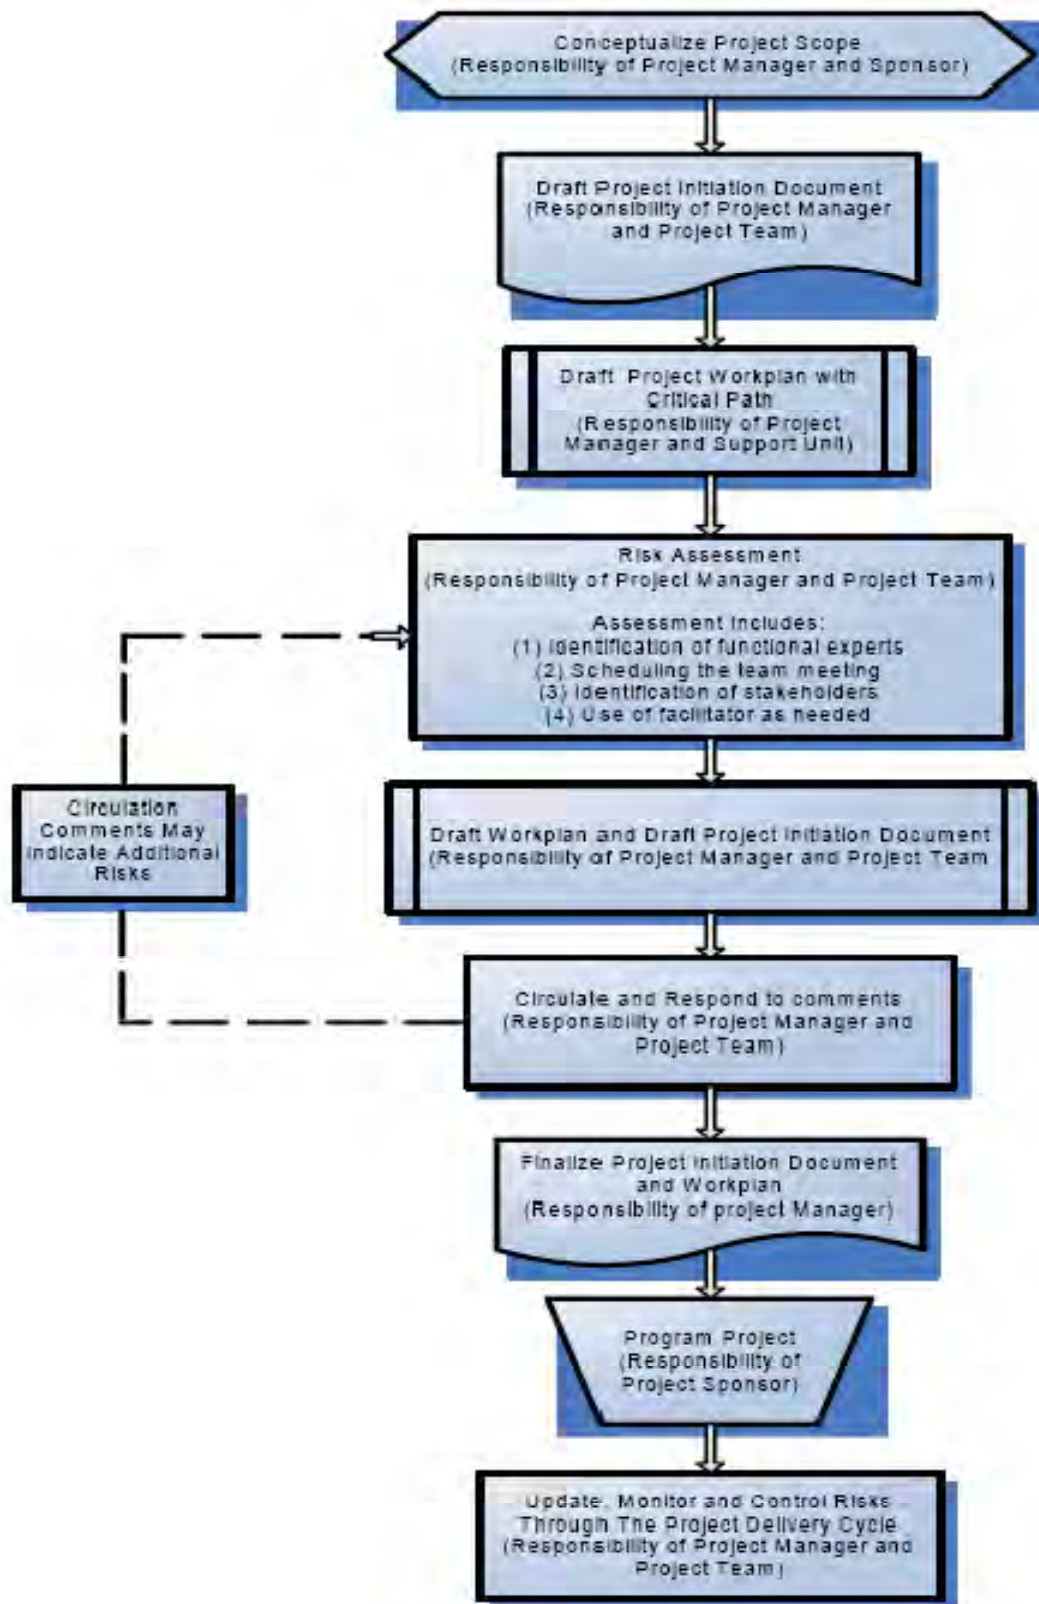 Conceptualize Project Scope
(Responsibility of Project Manager and Sponsor)
Draft Project Initiation Document
(Responsibility of Project Manager
and Project Team)
Draft Project Workplan with
Critical Path
(Responsibility of Project
Manager and Support Unit)
Risk Assessment
(Responsibility of Project Manager and Project Team)
Assessment includes:
(1) Identification of functional experts
(2) Scheduling the team meeting
(3) Identification of stakeholders
(4) Use of facilitator as needed
Circulation
Comments May
Indicate Additional
Risks
Draft Workplan and Draft Project Initiation Document
(Responsibility of Project Manager and Project Team
Circulate and Respond to comments
(Responsibility of Project Manager and
Project Team)
Finalize Project Initiation Document
and Workplan
(Responsibility of project Manager)
Program Project
(Responsibility of
Project Sponsor)
Update, Monitor and Control Risks
Through The Project Delivery Cycle
(Responsibility of Project Manager and
Project Team)